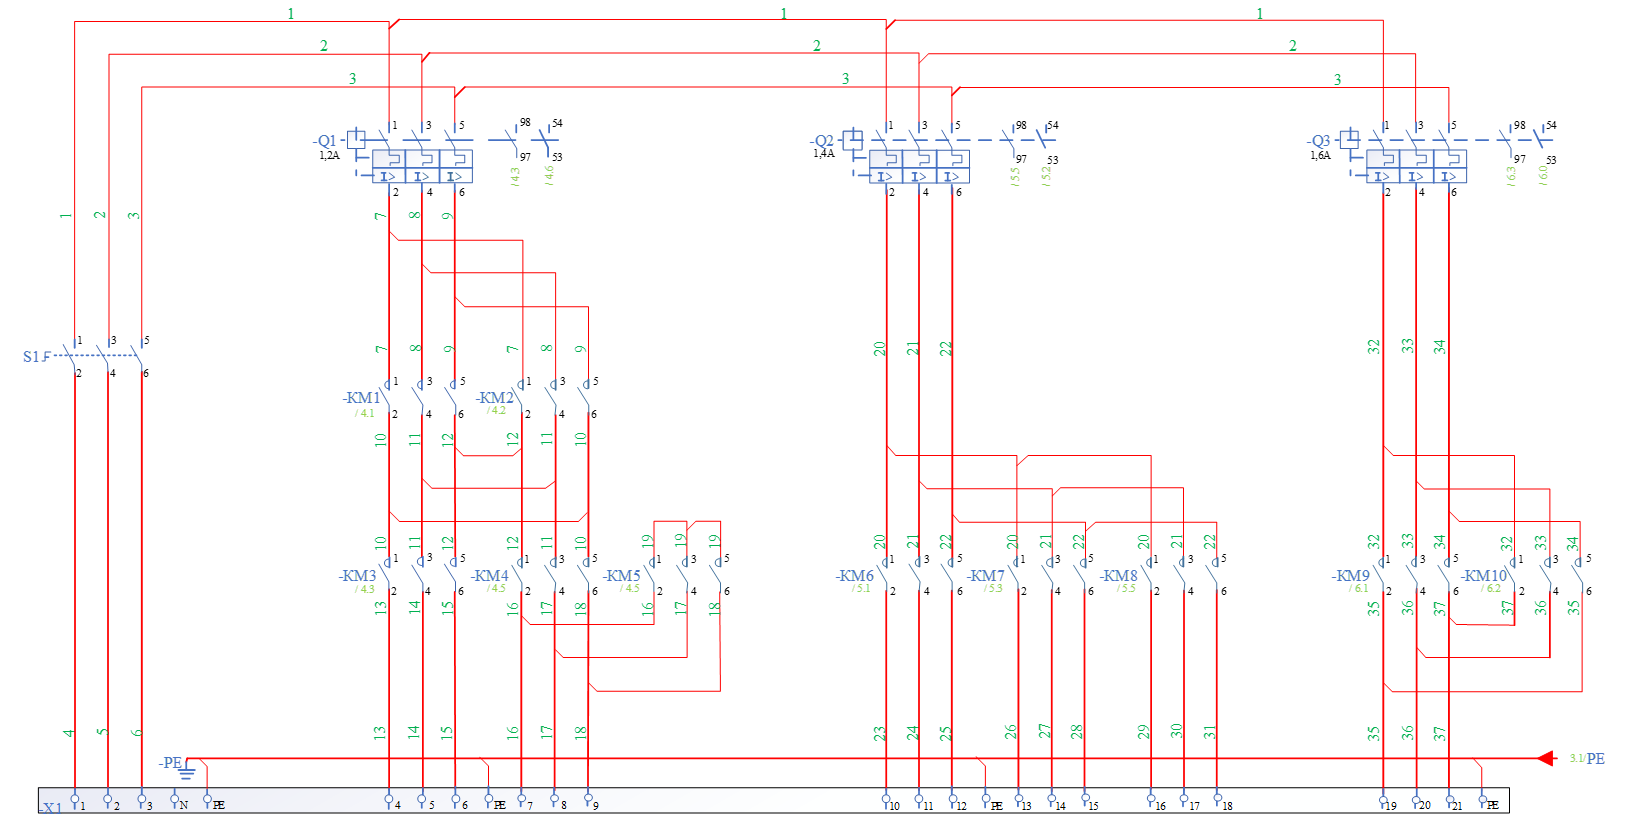 1 1 1
2 2 2
3 3 3
-Q1 1 3 5 98 54 -Q2 1 3 5 98 54 -Q3 1 3 5 98 54
1,2A 97 53 1,4A 97 53 1,6A 97 53
I> I> I> I> I> I> I> I> I>
/4.3 /4.6 /5.5 /5.2 /6.3 /6.0
2 4 6 2 4 6 2 4 6
1 2 3 7 8 9
S1 1 3 5 7 8 9 7 8 9 20 21 22 32 33 34
2 4 6
-KM1 1 3 5 -KM2 1 3 5
/4.1 /4.2
2 4 6 2 4 6
10 11 12 12 11 10
10 11 12 12 11 10 19 19 19 20 21 22 20 21 22 20 21 22 32 33 34 32 33 34
1 3 5 1 3 5 1 3 5 1 3 5 1 3 5 1 3 5 1 3 5 1 3 5
-KM3 -KM4 -KM5 -KM6 -KM7 -KM8 -KM9 -KM10
/4.3 /4.5 /4.5 /5.1 /5.3 /5.5 /6.1 /6.2
2 4 6 2 4 6 2 4 6 2 4 6 2 4 6 2 4 6 2 4 6 2 4 6
13 14 15 16 17 18 16 17 18 35 36 37 37 36 35
4 5 6 13 14 15 16 17 18 23 24 25 26 27 28 29 30 31 35 36 37
-PE 3.1/PE
-X1 1 2 3 N PE 4 5 6 PE 7 8 9 10 11 12 PE 13 14 15 16 17 18 19 20 21 PE